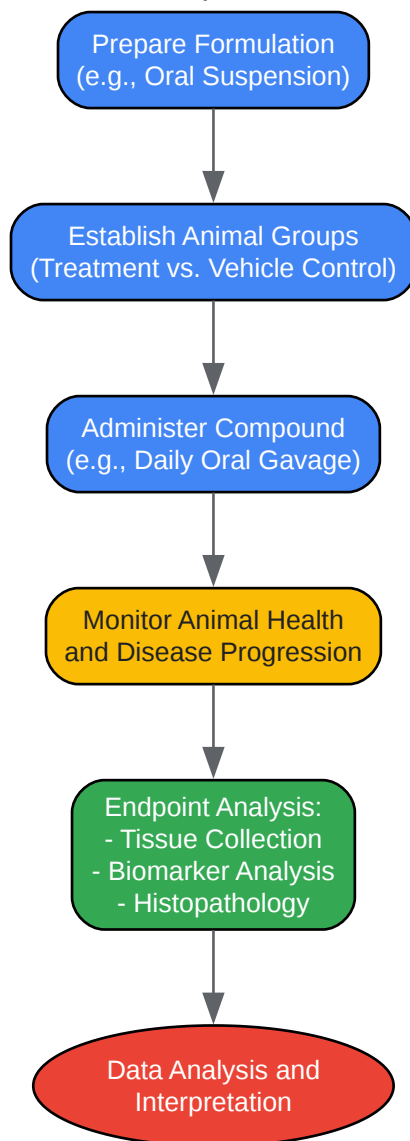 Prepare Formulation
(e.g., Oral Suspension)
Establish Animal Groups
(Treatment vs. Vehicle Control)
Administer Compound
(e.g., Daily Oral Gavage)
Monitor Animal Health
and Disease Progression
Endpoint Analysis:
- Tissue Collection
- Biomarker Analysis
- Histopathology
Data Analysis and
Interpretation